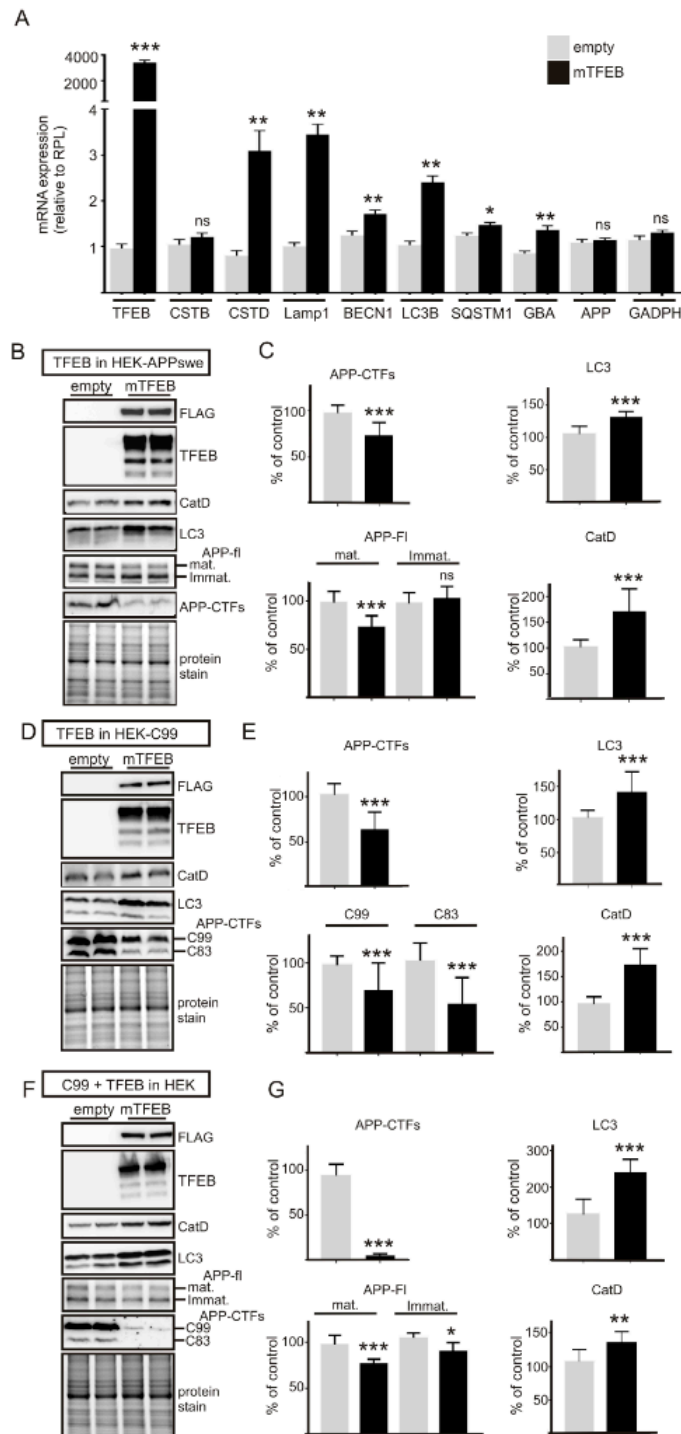 A
empty
mTFEB
mRNA expression
(relative to RPL)
4000
2000
4
3
2
1
***
ns
**
**
**
**
*
**
ns
ns
TFEB CSTB CSTD Lamp1 BECN1 LC3B SQSTM1 GBA APP GADPH
B
TFEB in HEK-APPswe
empty mTFEB
FLAG
TFEB
CatD
LC3
APP-fl
mat.
Immat.
APP-CTFs
protein
stain
C
APP-CTFs
% of control
100
50
***
LC3
% of control
150
100
50
***
APP-Fl
mat. Immat.
% of control
100
50
***
ns
CatD
% of control
200
150
100
50
***
D
TFEB in HEK-C99
empty mTFEB
FLAG
TFEB
CatD
LC3
APP-CTFs
C99
C83
protein
stain
E
APP-CTFs
% of control
100
50
***
LC3
% of control
150
100
50
***
C99 C83
% of control
100
50
***
***
CatD
% of control
200
150
100
50
***
F
C99 + TFEB in HEK
empty mTFEB
FLAG
TFEB
CatD
LC3
APP-fl
mat.
Immat.
APP-CTFs
C99
C83
protein
stain
G
APP-CTFs
% of control
100
50
***
LC3
% of control
300
200
100
***
APP-Fl
mat. Immat.
% of control
100
50
***
*
CatD
% of control
150
100
50
**